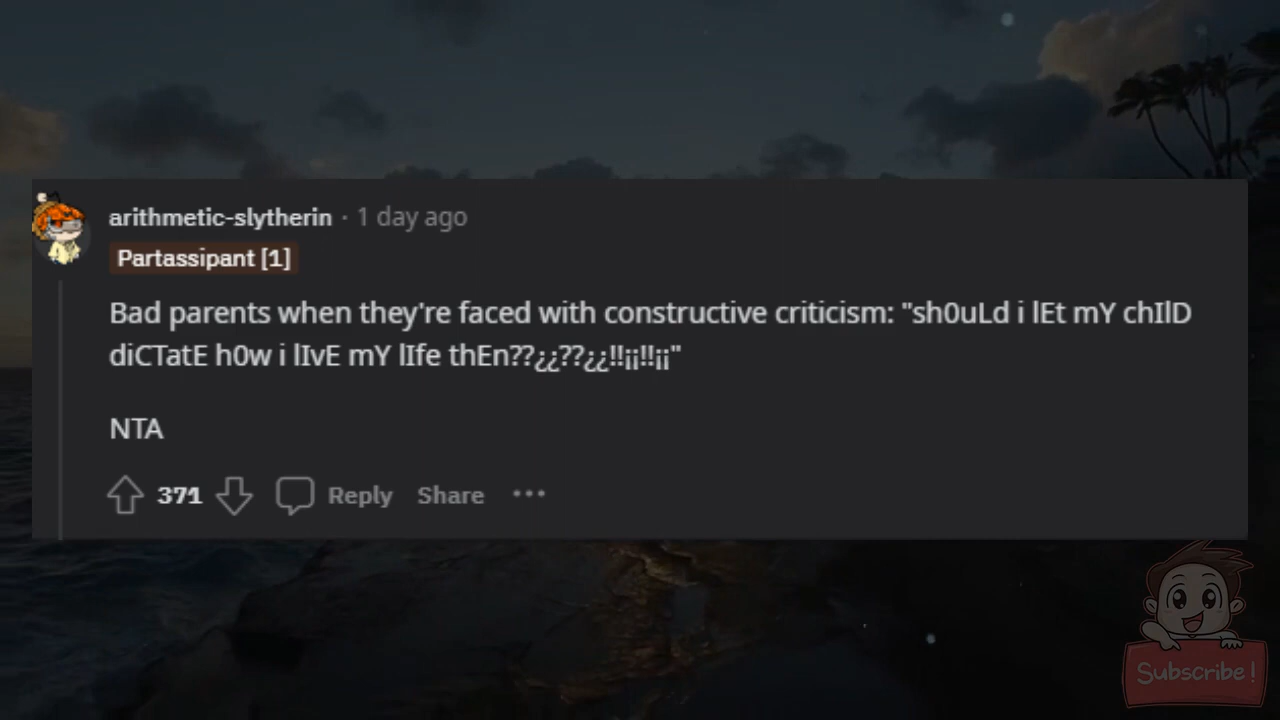 arithmetic-slytherin · 1 day ago
Partassipant [1]
Bad parents when they're faced with constructive criticism: "sh0uLd i lEt mY chIlD
diCTatE h0w i lIvE mY lIfe thEn??¿¿??¿¿!!¡¡!!¡¡"
NTA
371 Reply Share ···
Subscribe!